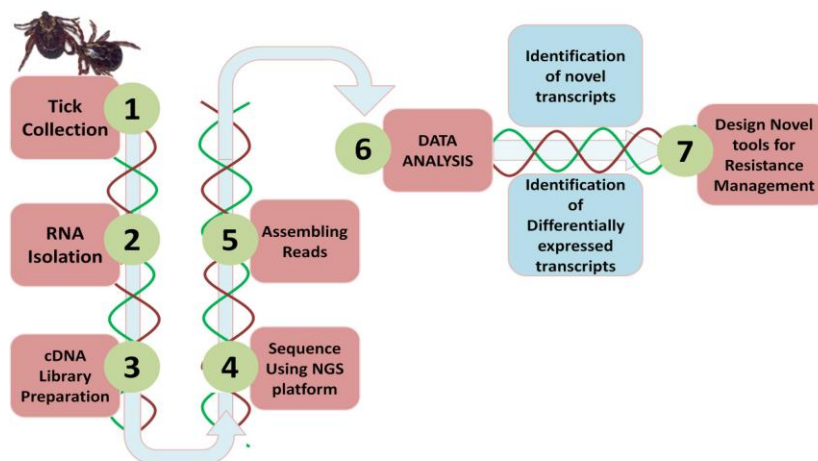 1
Tick
Collection
2
RNA
Isolation
3
cDNA
Library
Preparation
4
Sequence
Using NGS
platform
5
Assembling
Reads
6
DATA
ANALYSIS
Identification
of novel
transcripts
Identification
of
Differentially
expressed
transcripts
7
Design Novel
tools for
Resistance
Management